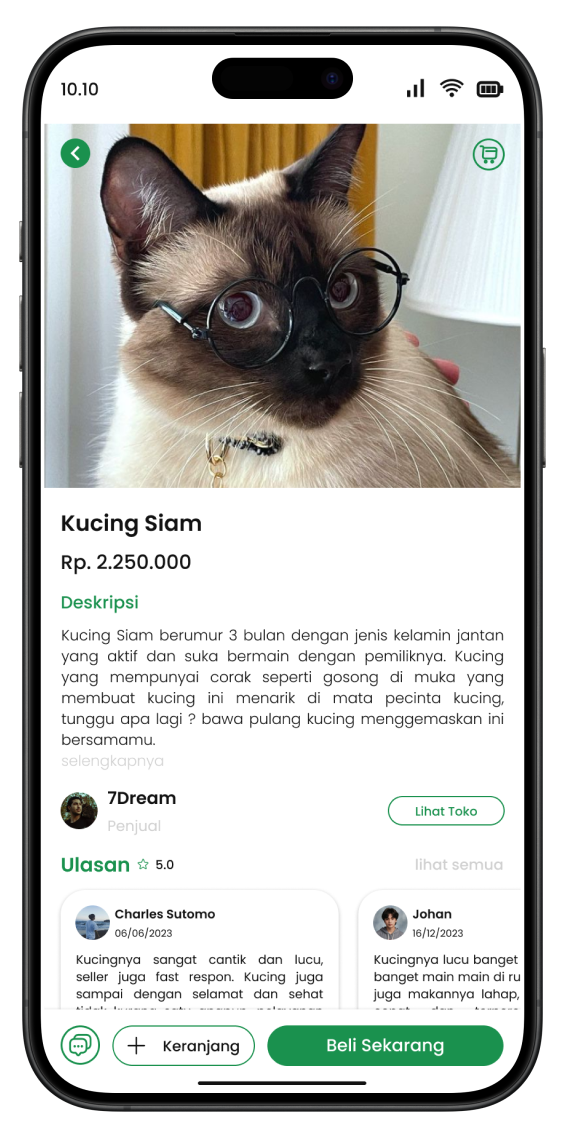 10.10
Kucing Siam
Rp. 2.250.000
Deskripsi
Kucing Siam berumur 3 bulan dengan jenis kelamin jantan
yang aktif dan suka bermain dengan pemiliknya. Kucing
yang mempunyai corak seperti gosong di muka yang
membuat kucing ini menarik di mata pecinta kucing,
tunggu apa lagi ? bawa pulang kucing menggemaskan ini
bersamamu.
selengkapnya
7Dream
Penjual
Lihat Toko
Ulasan 5.0
lihat semua
Charles Sutomo
06/06/2023
Kucingnya sangat cantik dan lucu,
seller juga fast respon. Kucing juga
sampai dengan selamat dan sehat
Johan
16/12/2023
Kucingnya lucu banget
banget main main di ru
juga makannya lahap,
+ Keranjang
Beli Sekarang